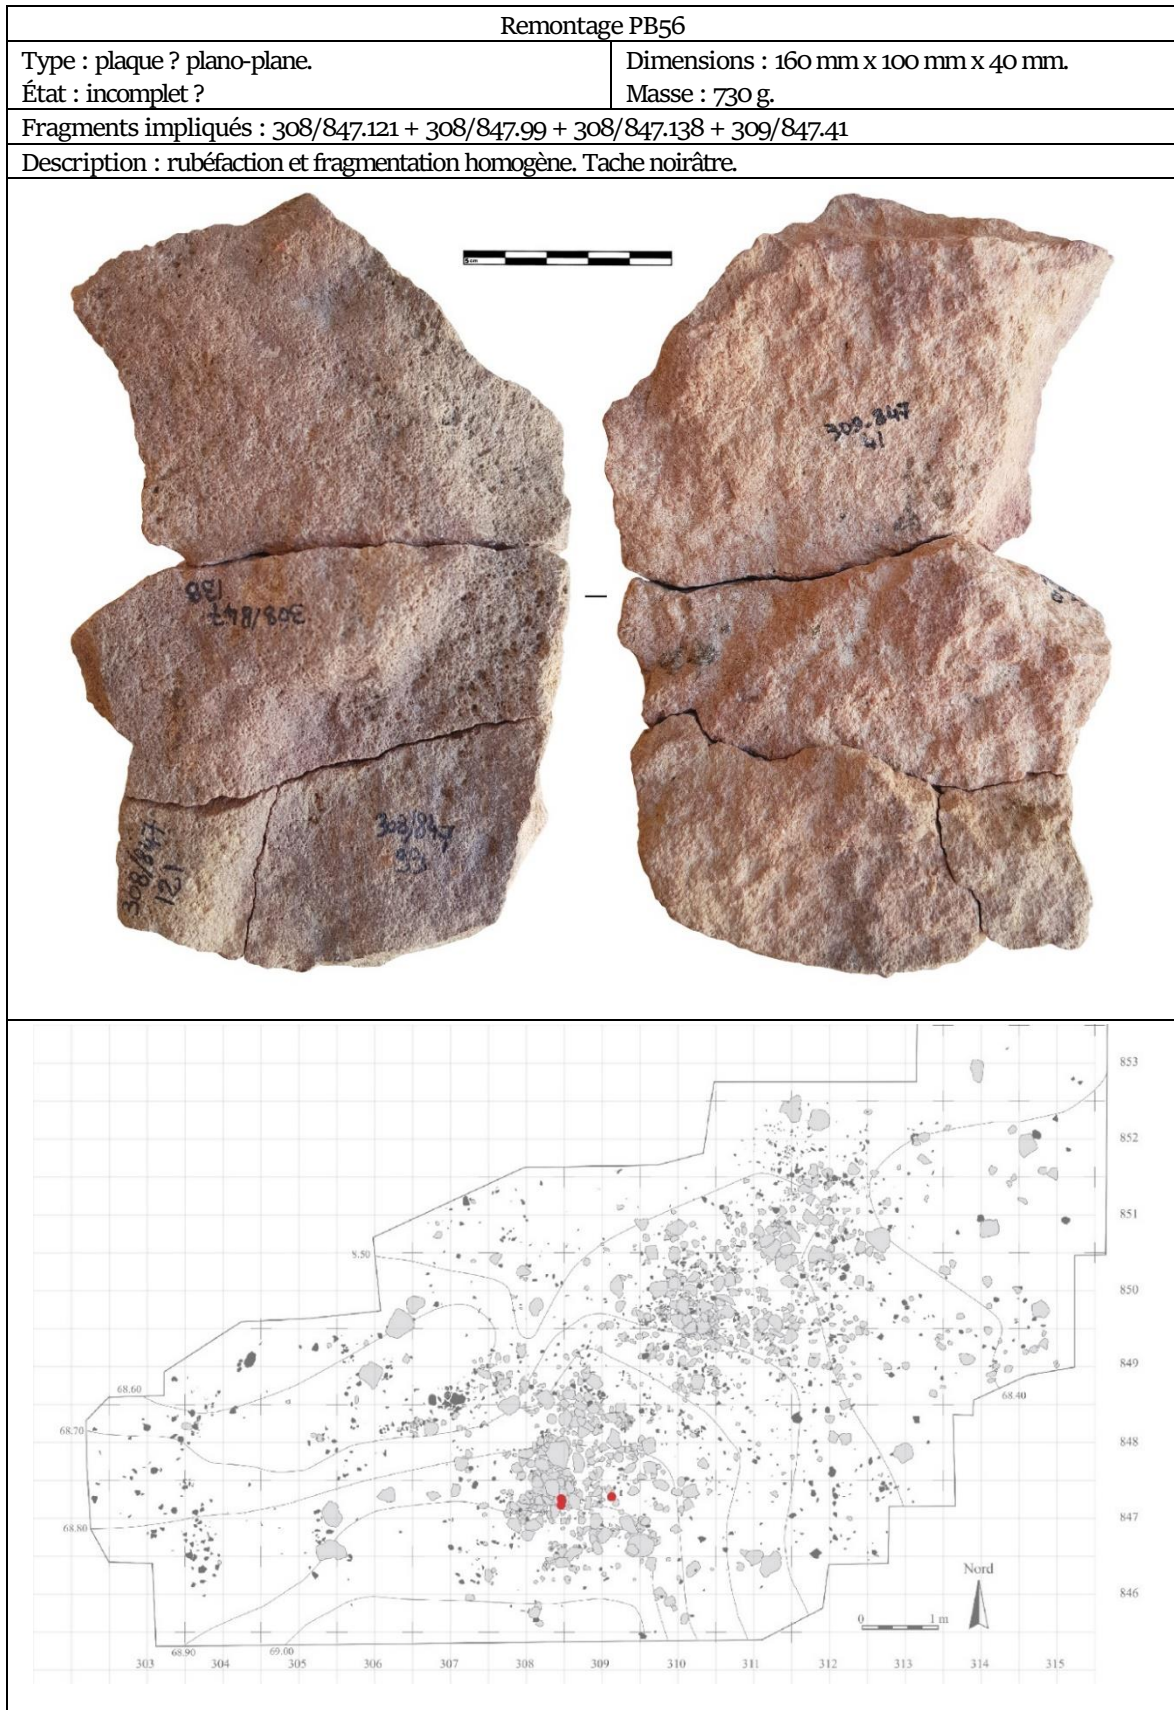 Remontage PB56
Type : plaque ? plano-plane.
État : incomplet ?
Dimensions : 160 mm x 100 mm x 40 mm.
Masse : 730 g.
Fragments impliqués : 308/847.121 + 308/847.99 + 308/847.138 + 309/847.41
Description : rubéfaction et fragmentation homogène. Tache noirâtre.
5 cm
309-847
41
308/847
138
308/847
121
308/847
99
853
852
851
8.50
850
849
68.60
68.40
68.70
848
847
68.80
Nord
846
0 1 m
68.90
69.00
303 304 305 306 307 308 309 310 311 312 313 314 315